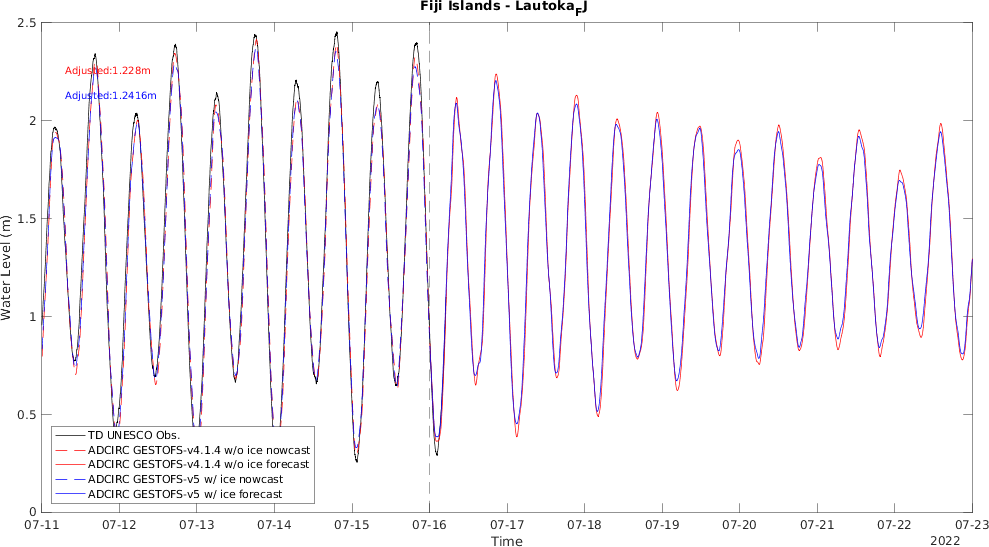 Fiji Islands - Lautoka_FJ
2.5
Adjusted:1.228m
Adjusted:1.2416m
2
1.5
Water Level (m)
1
0.5
TD UNESCO Obs.
ADCIRC GESTOFS-v4.1.4 w/o ice nowcast
ADCIRC GESTOFS-v4.1.4 w/o ice forecast
ADCIRC GESTOFS-v5 w/ ice nowcast
ADCIRC GESTOFS-v5 w/ ice forecast
0
07-11 07-12 07-13 07-14 07-15 07-16 07-17 07-18 07-19 07-20 07-21 07-22 07-23
Time
2022